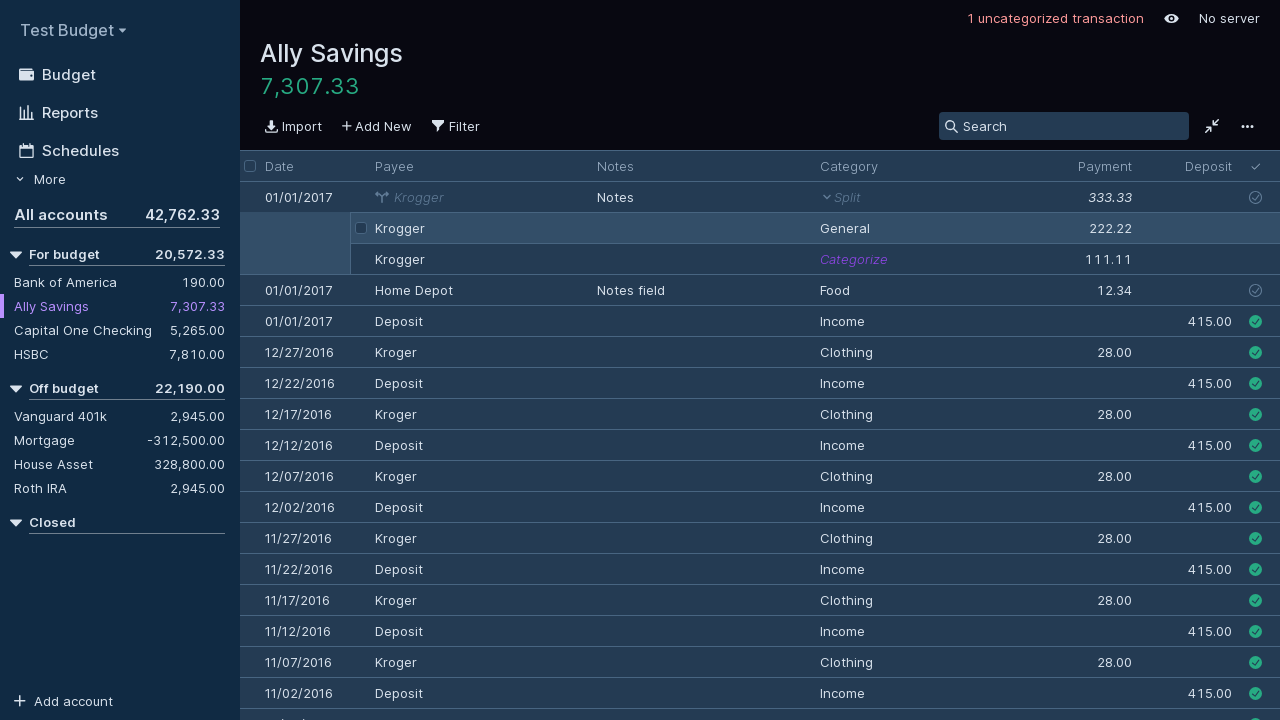 Test Budget
Budget
Reports
Schedules
More
All accounts 42,762.33
For budget 20,572.33
Bank of America 190.00
Ally Savings 7,307.33
Capital One Checking 5,265.00
HSBC 7,810.00
Off budget 22,190.00
Vanguard 401k 2,945.00
Mortgage -312,500.00
House Asset 328,800.00
Roth IRA 2,945.00
Closed
Add account
1 uncategorized transaction No server
Ally Savings
7,307.33
Import Add New Filter Search
Date Payee Notes Category Payment Deposit
01/01/2017 Krogger Notes Split 333.33
Krogger General 222.22
Krogger Categorize 111.11
01/01/2017 Home Depot Notes field Food 12.34
01/01/2017 Deposit Income 415.00
12/27/2016 Kroger Clothing 28.00
12/22/2016 Deposit Income 415.00
12/17/2016 Kroger Clothing 28.00
12/12/2016 Deposit Income 415.00
12/07/2016 Kroger Clothing 28.00
12/02/2016 Deposit Income 415.00
11/27/2016 Kroger Clothing 28.00
11/22/2016 Deposit Income 415.00
11/17/2016 Kroger Clothing 28.00
11/12/2016 Deposit Income 415.00
11/07/2016 Kroger Clothing 28.00
11/02/2016 Deposit Income 415.00